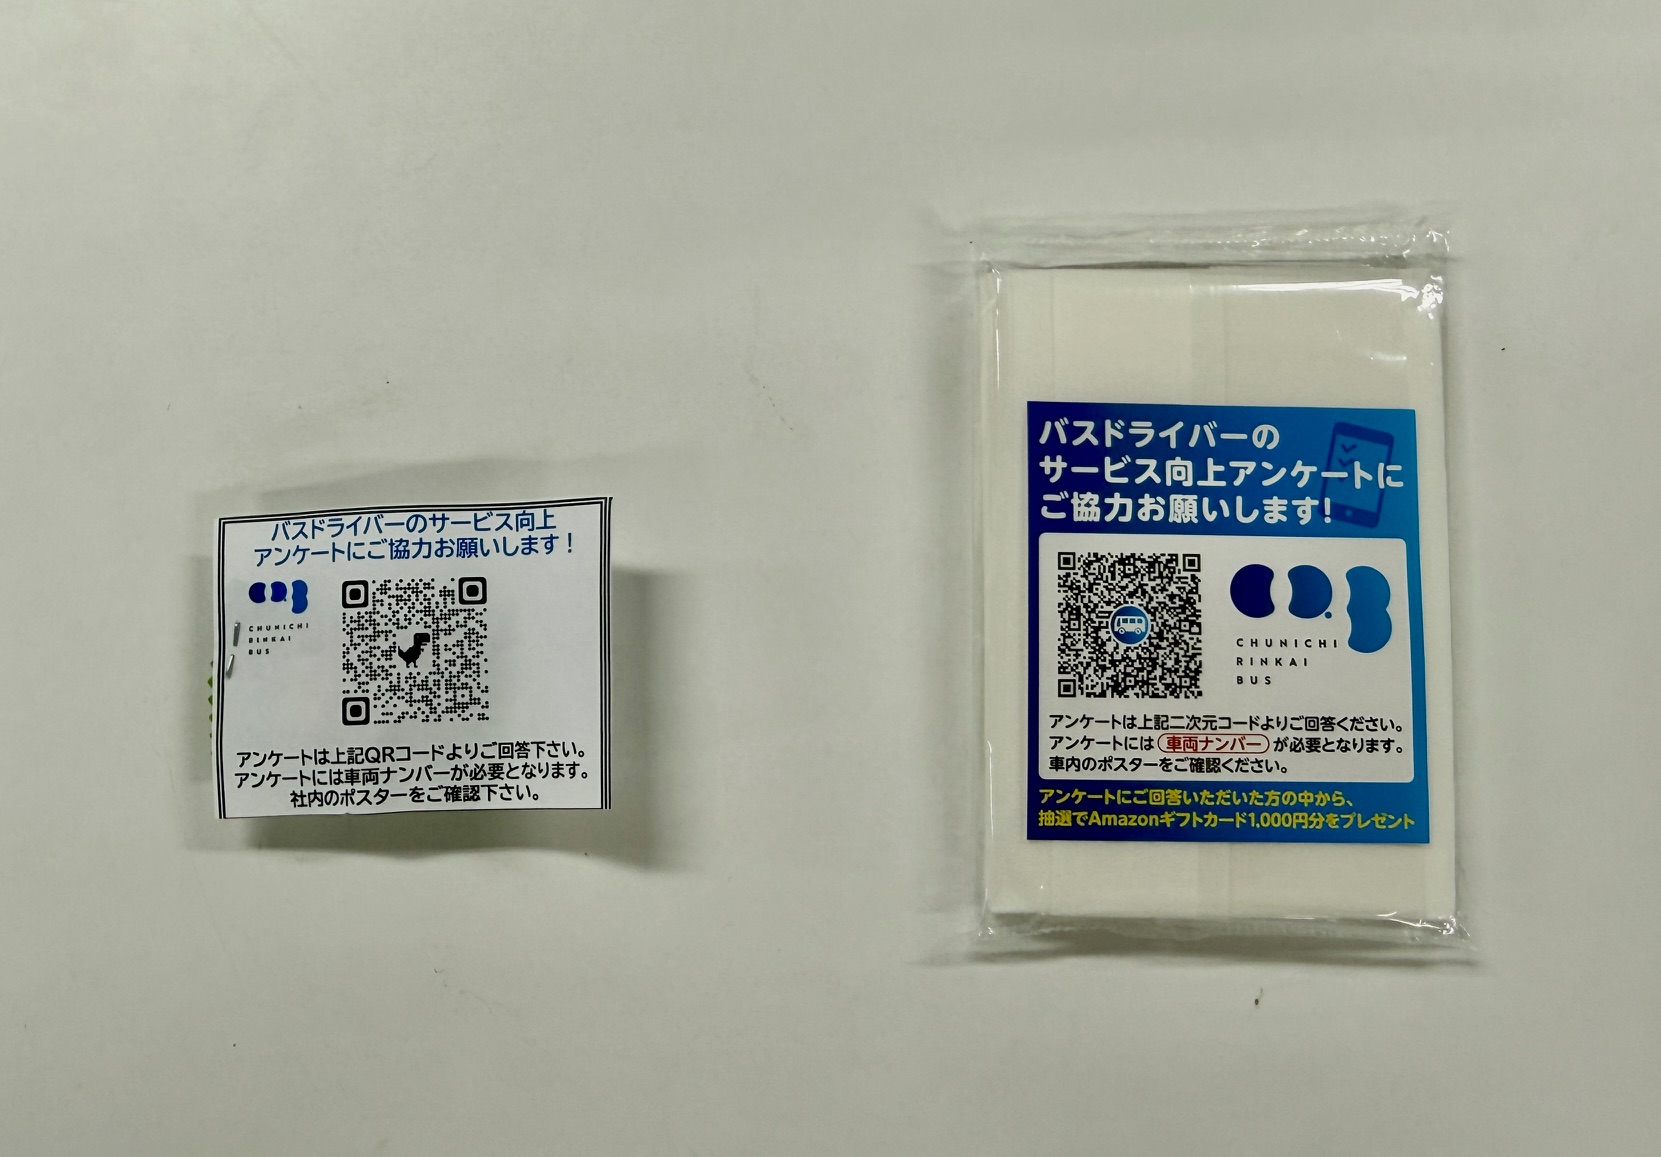 バスドライバーのサービス向上
アンケートにご協力お願いします！
CHUNICHI
RINKAI
BUS
アンケートは上記QRコードよりご回答下さい。
アンケートには車両ナンバーが必要となります。
社内のポスターをご確認下さい。
バスドライバーの
サービス向上アンケートに
ご協力お願いします!
CHUNICHI
RINKAI
BUS
アンケートは上記二次元コードよりご回答ください。
アンケートには車両ナンバーが必要となります。
車内のポスターをご確認ください。
アンケートにご回答いただいた方の中から、
抽選でAmazonギフトカード1,000円分をプレゼント